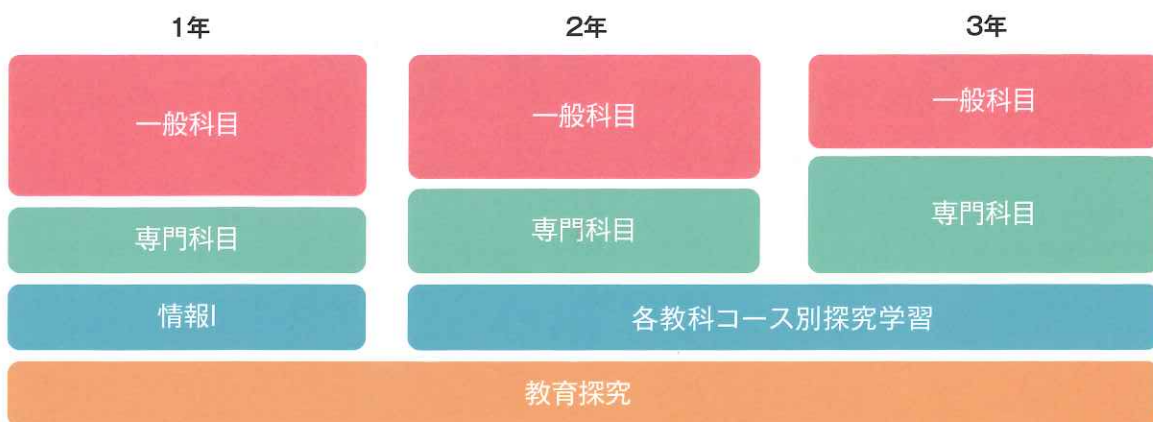 1年 2年 3年
一般科目 一般科目 一般科目
専門科目 専門科目 専門科目
情報I 各教科コース別探究学習
教育探究